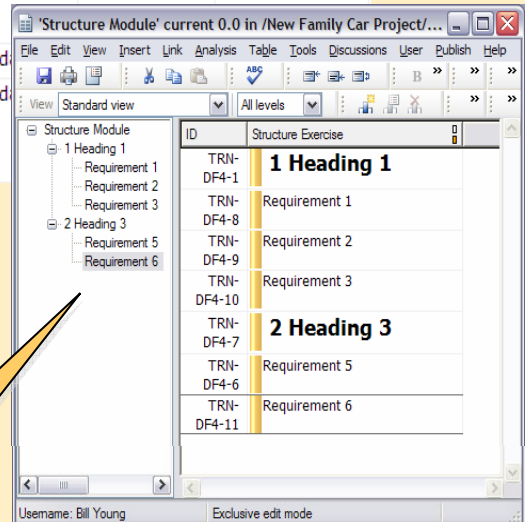 'Structure Module' current 0.0 in /New Family Car Project/...
File Edit View Insert Link Analysis Table Tools Discussions User Publish Help
ABC B » » »
View Standard view All levels » »
Structure Module
1 Heading 1
Requirement 1
Requirement 2
Requirement 3
2 Heading 3
Requirement 5
Requirement 6
ID Structure Exercise
TRN-DF4-1 1 Heading 1
TRN-DF4-8 Requirement 1
TRN-DF4-9 Requirement 2
TRN-DF4-10 Requirement 3
TRN-DF4-7 2 Heading 3
TRN-DF4-6 Requirement 5
TRN-DF4-11 Requirement 6
Username: Bill Young Exclusive edit mode